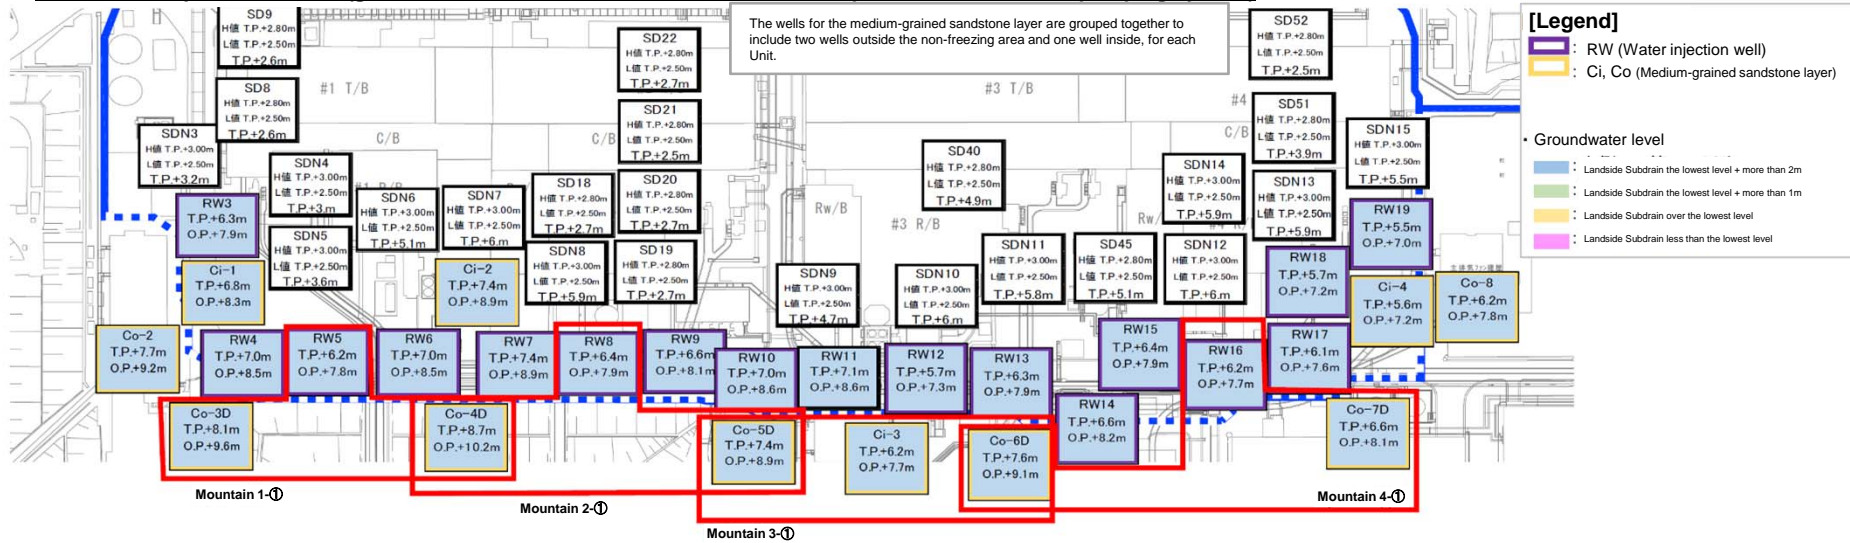 The wells for the medium-grained sandstone layer are grouped together to
include two wells outside the non-freezing area and one well inside, for each
Unit.
[Legend]
: RW (Water injection well)
: Ci, Co (Medium-grained sandstone layer)
· Groundwater level
: Landside Subdrain the lowest level + more than 2m
: Landside Subdrain the lowest level + more than 1m
: Landside Subdrain over the lowest level
: Landside Subdrain less than the lowest level
SD9
H値 T.P.+2.80m
L値 T.P.+2.50m
T.P.+2.6m
SD8
H値 T.P.+2.80m
L値 T.P.+2.50m
T.P.+2.6m
SDN3
H値 T.P.+3.00m
L値 T.P.+2.50m
T.P.+3.2m
SDN4
H値 T.P.+3.00m
L値 T.P.+2.50m
T.P.+3.m
SDN5
H値 T.P.+3.00m
L値 T.P.+2.50m
T.P.+3.6m
SDN6
H値 T.P.+3.00m
L値 T.P.+2.50m
T.P.+5.1m
SDN7
H値 T.P.+3.00m
L値 T.P.+2.50m
T.P.+6.m
SD18
H値 T.P.+2.80m
L値 T.P.+2.50m
T.P.+2.7m
SDN8
H値 T.P.+3.00m
L値 T.P.+2.50m
T.P.+5.9m
SD22
H値 T.P.+2.80m
L値 T.P.+2.50m
T.P.+2.7m
SD21
H値 T.P.+2.80m
L値 T.P.+2.50m
T.P.+2.5m
SD20
H値 T.P.+2.80m
L値 T.P.+2.50m
T.P.+2.7m
SD19
H値 T.P.+2.80m
L値 T.P.+2.50m
T.P.+2.7m
SDN9
H値 T.P.+3.00m
L値 T.P.+2.50m
T.P.+4.7m
SD40
H値 T.P.+2.80m
L値 T.P.+2.50m
T.P.+4.9m
SDN10
H値 T.P.+3.00m
L値 T.P.+2.50m
T.P.+6.m
SDN11
H値 T.P.+3.00m
L値 T.P.+2.50m
T.P.+5.8m
SD45
H値 T.P.+2.80m
L値 T.P.+2.50m
T.P.+5.1m
SDN14
H値 T.P.+3.00m
L値 T.P.+2.50m
T.P.+5.9m
SDN12
H値 T.P.+3.00m
L値 T.P.+2.50m
T.P.+6.m
SD52
H値 T.P.+2.80m
L値 T.P.+2.50m
T.P.+2.5m
SD51
H値 T.P.+2.80m
L値 T.P.+2.50m
T.P.+3.9m
SDN13
H値 T.P.+3.00m
L値 T.P.+2.50m
T.P.+5.9m
SDN15
H値 T.P.+3.00m
L値 T.P.+2.50m
T.P.+5.5m
#1 T/B
C/B
C/B
#3 T/B
Rw/B
#3 R/B
#4
C/B
RW3
T.P.+6.3m
O.P.+7.9m
Ci-1
T.P.+6.8m
O.P.+8.3m
Co-2
T.P.+7.7m
O.P.+9.2m
RW4
T.P.+7.0m
O.P.+8.5m
RW5
T.P.+6.2m
O.P.+7.8m
RW6
T.P.+7.0m
O.P.+8.5m
Ci-2
T.P.+7.4m
O.P.+8.9m
RW7
T.P.+7.4m
O.P.+8.9m
RW8
T.P.+6.4m
O.P.+7.9m
RW9
T.P.+6.6m
O.P.+8.1m
RW10
T.P.+7.0m
O.P.+8.6m
RW11
T.P.+7.1m
O.P.+8.6m
RW12
T.P.+5.7m
O.P.+7.3m
RW13
T.P.+6.3m
O.P.+7.9m
RW15
T.P.+6.4m
O.P.+7.9m
RW14
T.P.+6.6m
O.P.+8.2m
RW16
T.P.+6.2m
O.P.+7.7m
RW18
T.P.+5.7m
O.P.+7.2m
RW17
T.P.+6.1m
O.P.+7.6m
RW19
T.P.+5.5m
O.P.+7.0m
Ci-4
T.P.+5.6m
O.P.+7.2m
Co-8
T.P.+6.2m
O.P.+7.8m
Co-3D
T.P.+8.1m
O.P.+9.6m
Co-4D
T.P.+8.7m
O.P.+10.2m
Co-5D
T.P.+7.4m
O.P.+8.9m
Ci-3
T.P.+6.2m
O.P.+7.7m
Co-6D
T.P.+7.6m
O.P.+9.1m
Co-7D
T.P.+6.6m
O.P.+8.1m
Mountain 1-①
Mountain 2-①
Mountain 3-①
Mountain 4-①